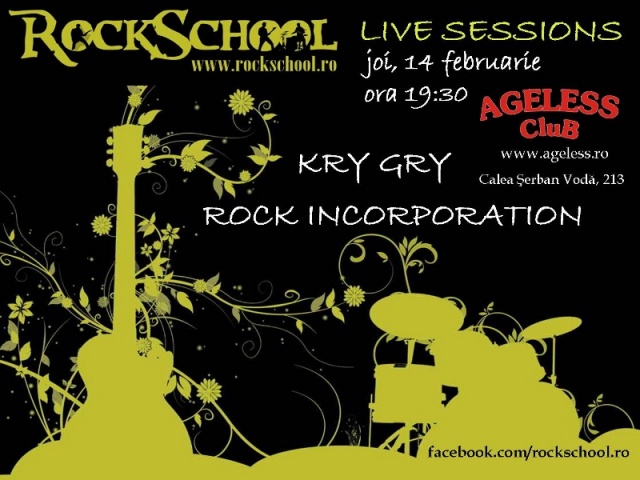 ROCKSCHOOL
www.rockschool.ro
LIVE SESSIONS
joi, 14 februarie
ora 19:30
AGELESS
CluB
www.ageless.ro
Calea Şerban Vodă, 213
KRY GRY
ROCK INCORPORATION
facebook.com/rockschool.ro